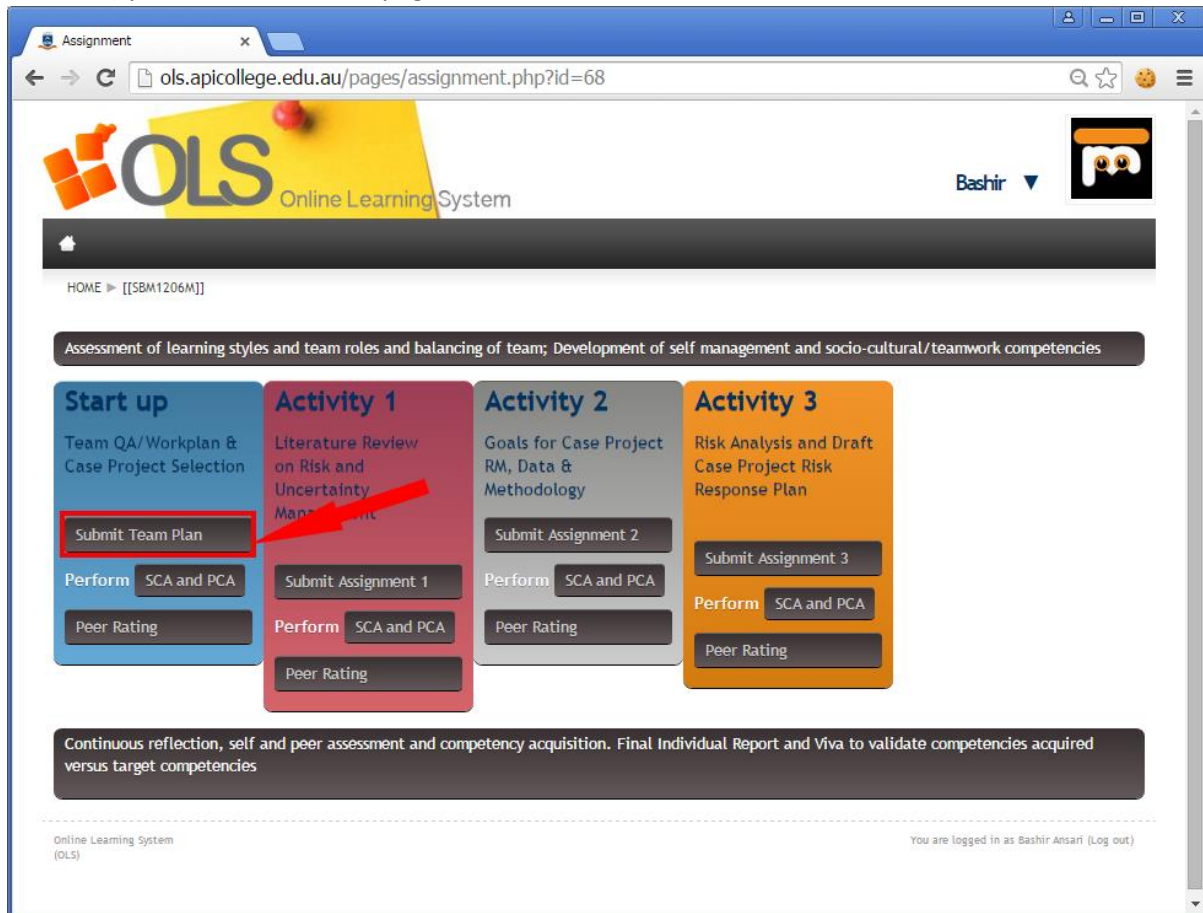 Assignment
ols.apicollege.edu.au/pages/assignment.php?id=68
OLS
Online Learning System
Bashir ▼
HOME ► [[SBM1206M]]
Assessment of learning styles and team roles and balancing of team; Development of self management and socio-cultural/teamwork competencies
Start up
Team QA/Workplan &
Case Project Selection
Submit Team Plan
Perform SCA and PCA
Peer Rating
Activity 1
Literature Review
on Risk and
Uncertainty
Submit Assignment 1
Perform SCA and PCA
Peer Rating
Activity 2
Goals for Case Project
RM, Data &
Methodology
Submit Assignment 2
Perform SCA and PCA
Peer Rating
Activity 3
Risk Analysis and Draft
Case Project Risk
Response Plan
Submit Assignment 3
Perform SCA and PCA
Peer Rating
Continuous reflection, self and peer assessment and competency acquisition. Final Individual Report and Viva to validate competencies acquired
versus target competencies
Online Learning System
(OLS)
You are logged in as Bashir Ansari (Log out)